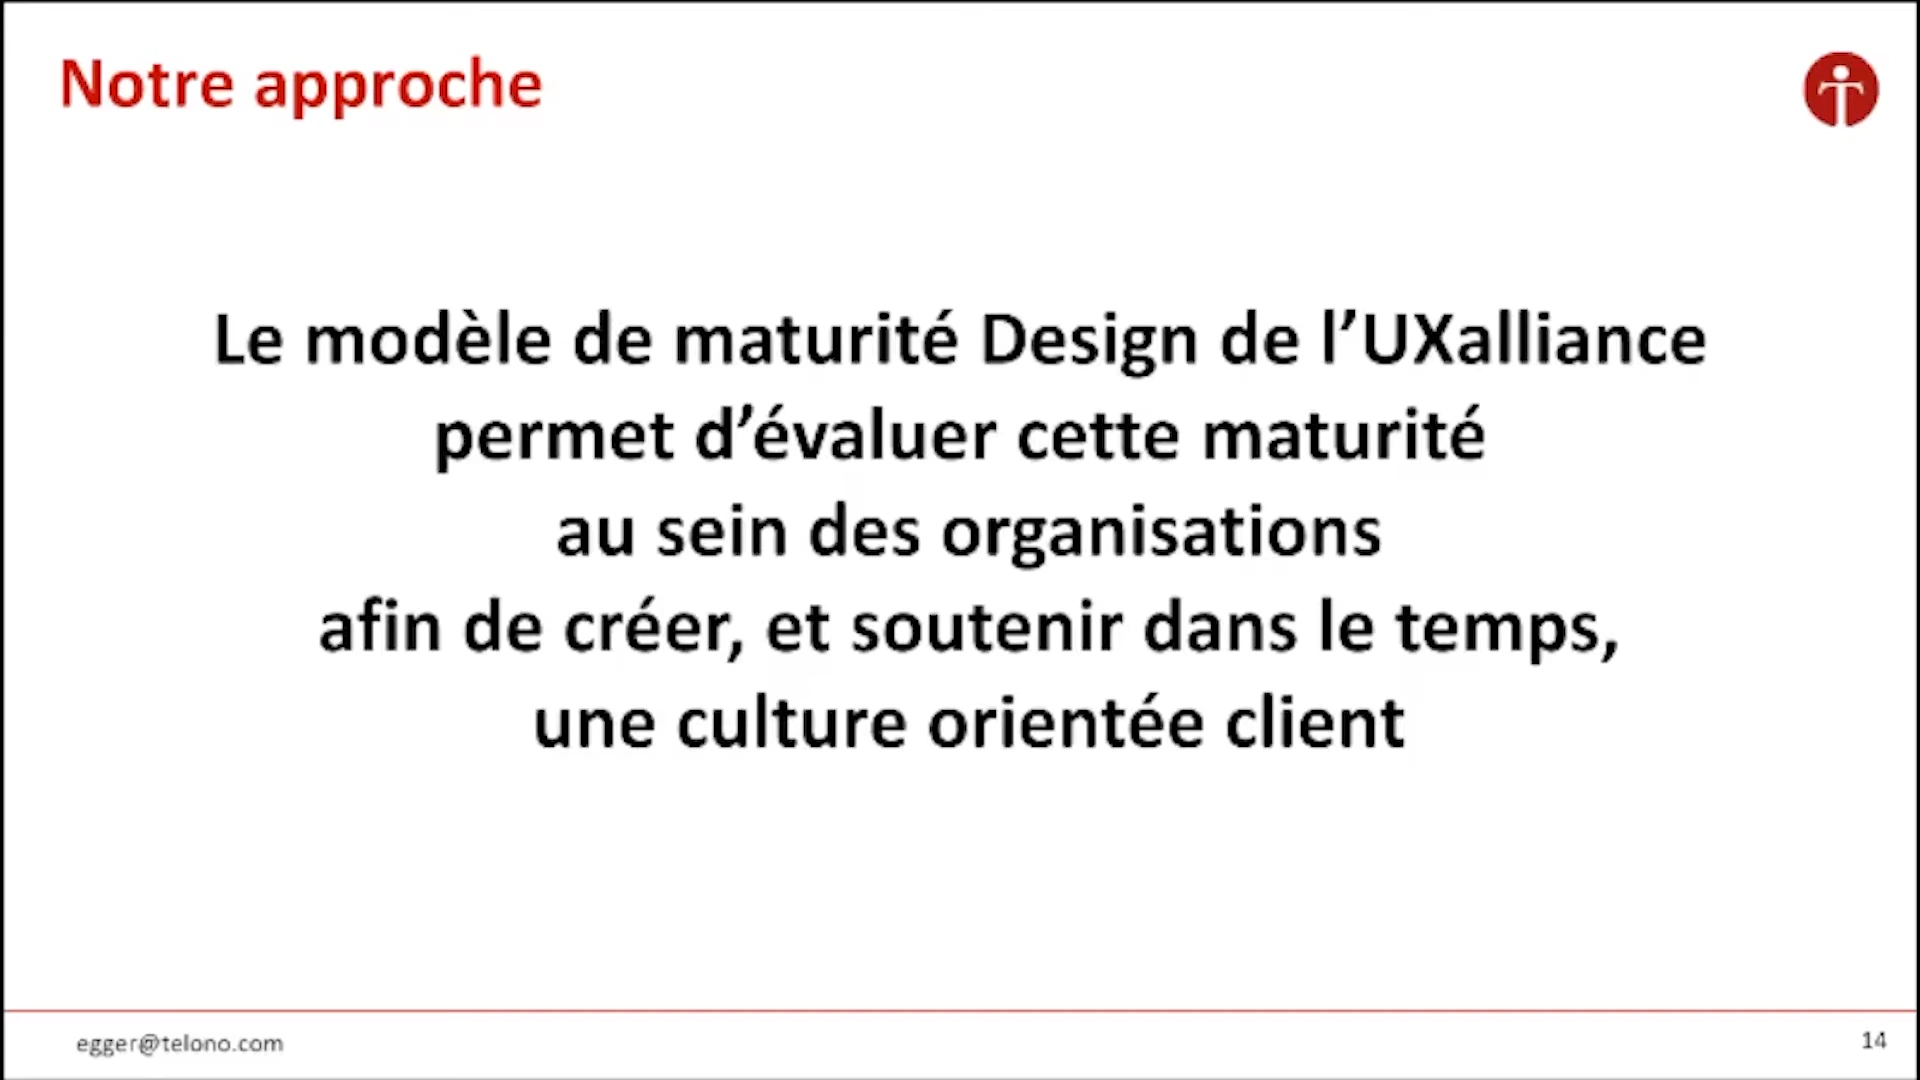 Notre approche
Le modèle de maturité Design de l’UXalliance
permet d’évaluer cette maturité
au sein des organisations
afin de créer, et soutenir dans le temps,
une culture orientée client
egger@telono.com
14